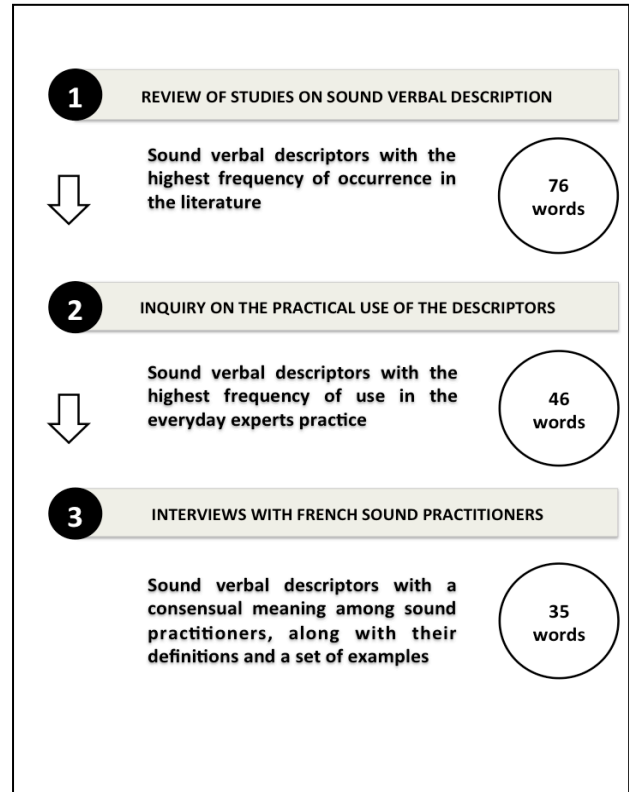 1
REVIEW OF STUDIES ON SOUND VERBAL DESCRIPTION
Sound verbal descriptors with the
highest frequency of occurrence in
the literature
76
words
2
INQUIRY ON THE PRACTICAL USE OF THE DESCRIPTORS
Sound verbal descriptors with the
highest frequency of use in the
everyday experts practice
46
words
3
INTERVIEWS WITH FRENCH SOUND PRACTITIONERS
Sound verbal descriptors with a
consensual meaning among sound
practitioners, along with their
definitions and a set of examples
35
words